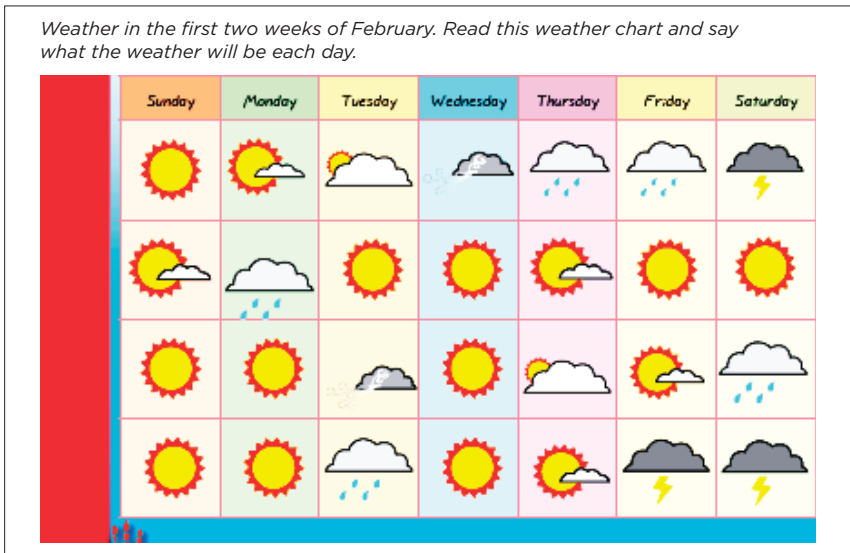 Weather in the first two weeks of February. Read this weather chart and say
what the weather will be each day.
Sunday Monday Tuesday Wednesday Thursday Friday Saturday